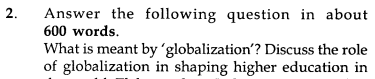 2. Answer the following question in about
600 words.
What is meant by 'globalization'? Discuss the role
of globalization in shaping higher education in